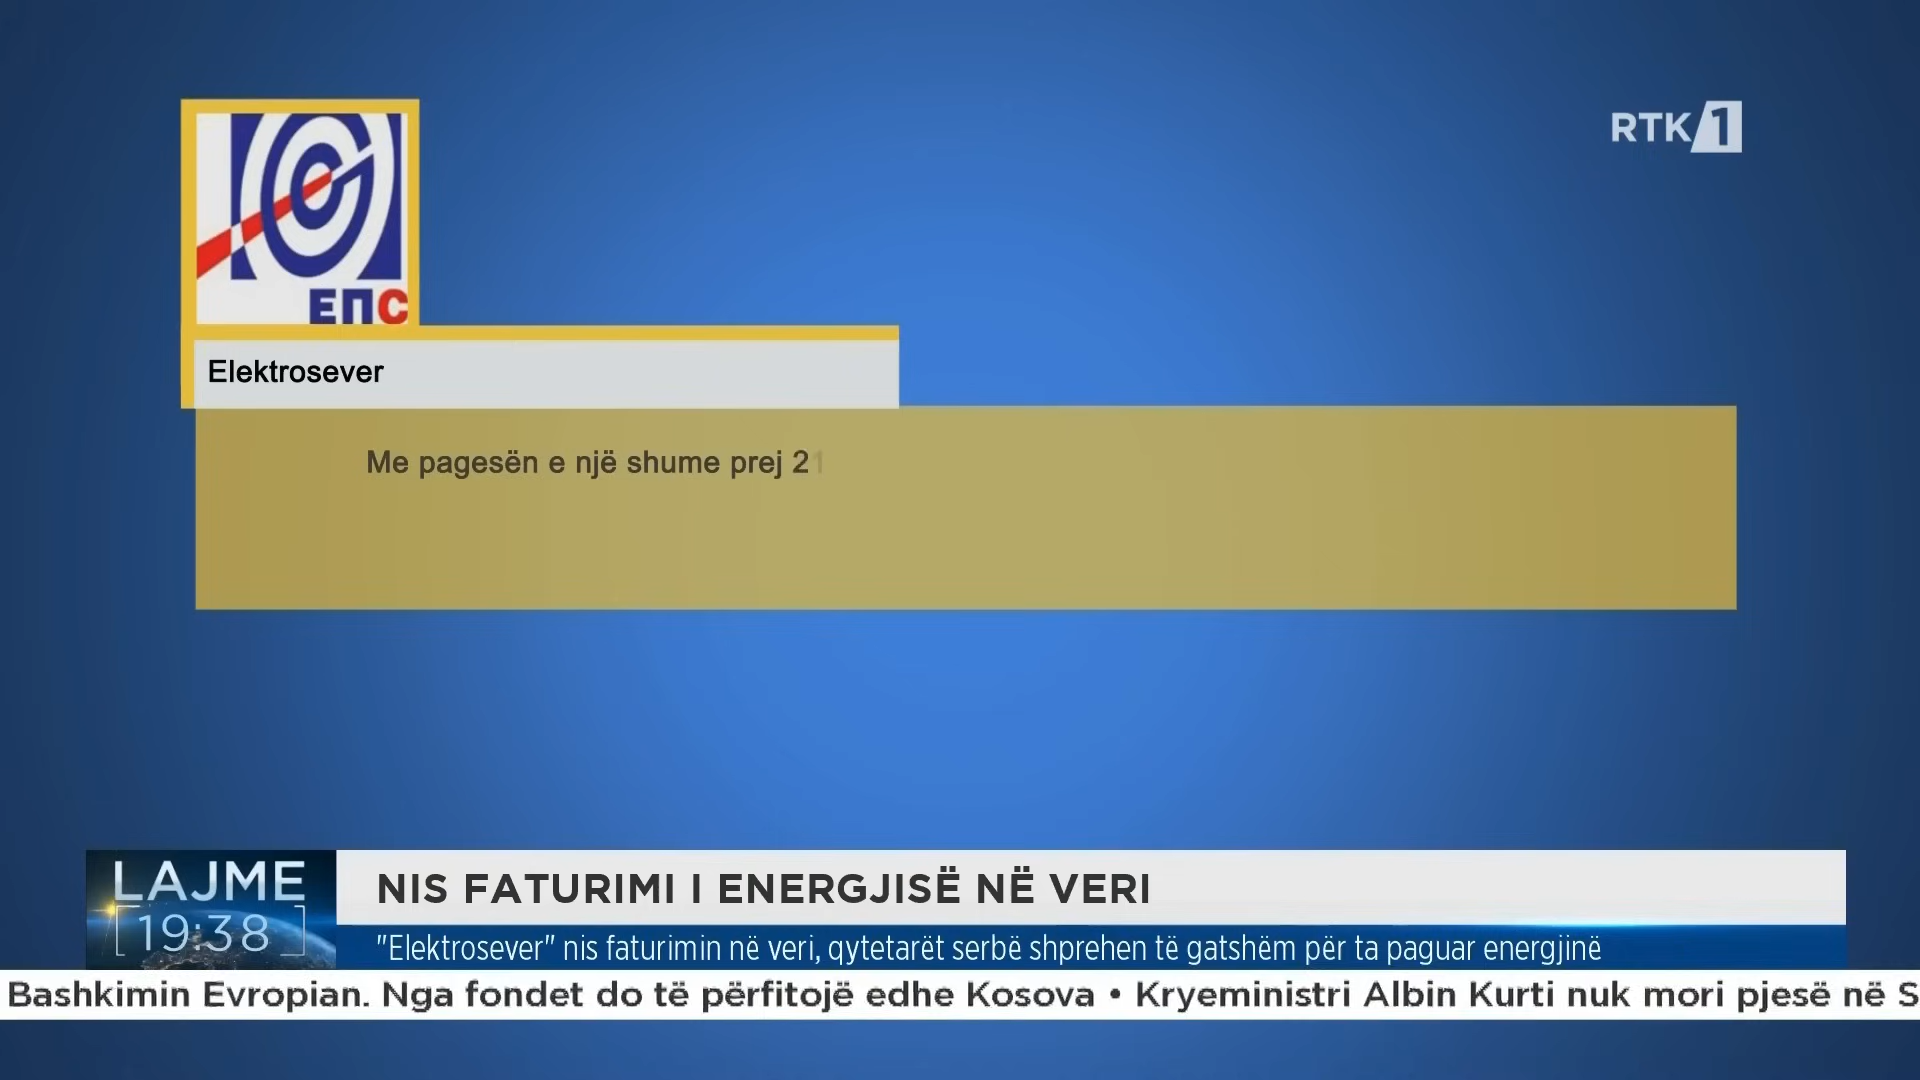 RTK 1
ЕПС
Elektrosever
Me pagesën e një shume prej 21
LAJME
19:38
NIS FATURIMI I ENERGJISË NË VERI
"Elektrosever" nis faturimin në veri, qytetarët serbë shprehen të gatshëm për ta paguar energjinë
Bashkimin Evropian. Nga fondet do të përfitojë edhe Kosova • Kryeministri Albin Kurti nuk mori pjesë në S